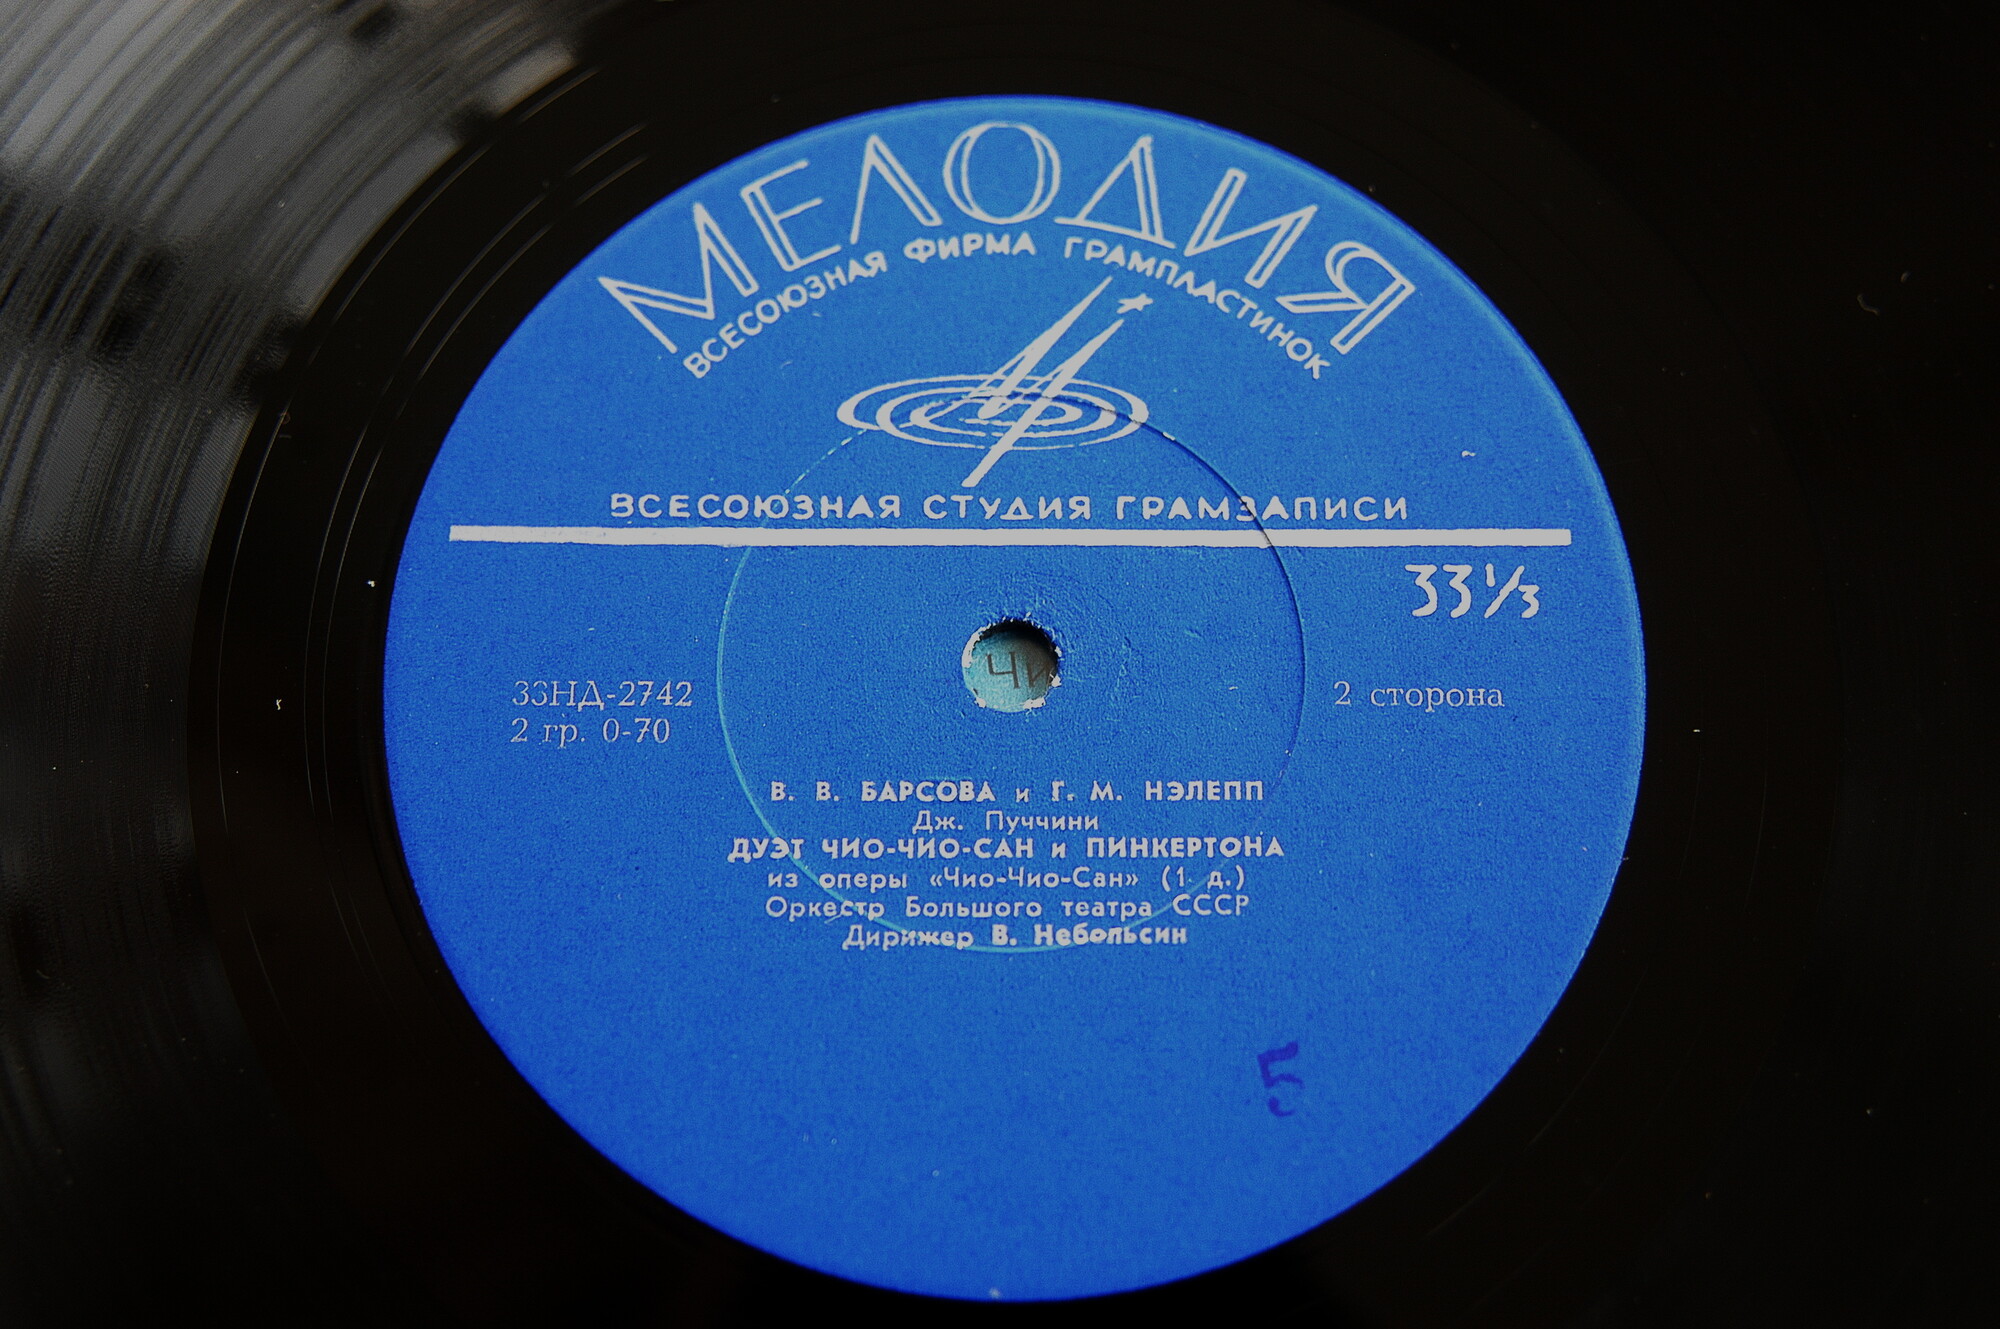 МЕЛОДИЯ
ВСЕСОЮЗНАЯ ФИРМА ГРАМПЛАСТИНОК
ВСЕСОЮЗНАЯ СТУДИЯ ГРАМЗАПИСИ
33⅓
33НД-2742
2 гр. 0-70
2 сторона
Чи
В. В. БАРСОВА и Г. М. НЭЛЕПП
Дж. Пуччини
ДУЭТ ЧИО-ЧИО-САН и ПИНКЕРТОНА
из оперы «Чио-Чио-Сан» (1 д.)
Оркестр Большого театра СССР
Дирижер В. Небольсин
5